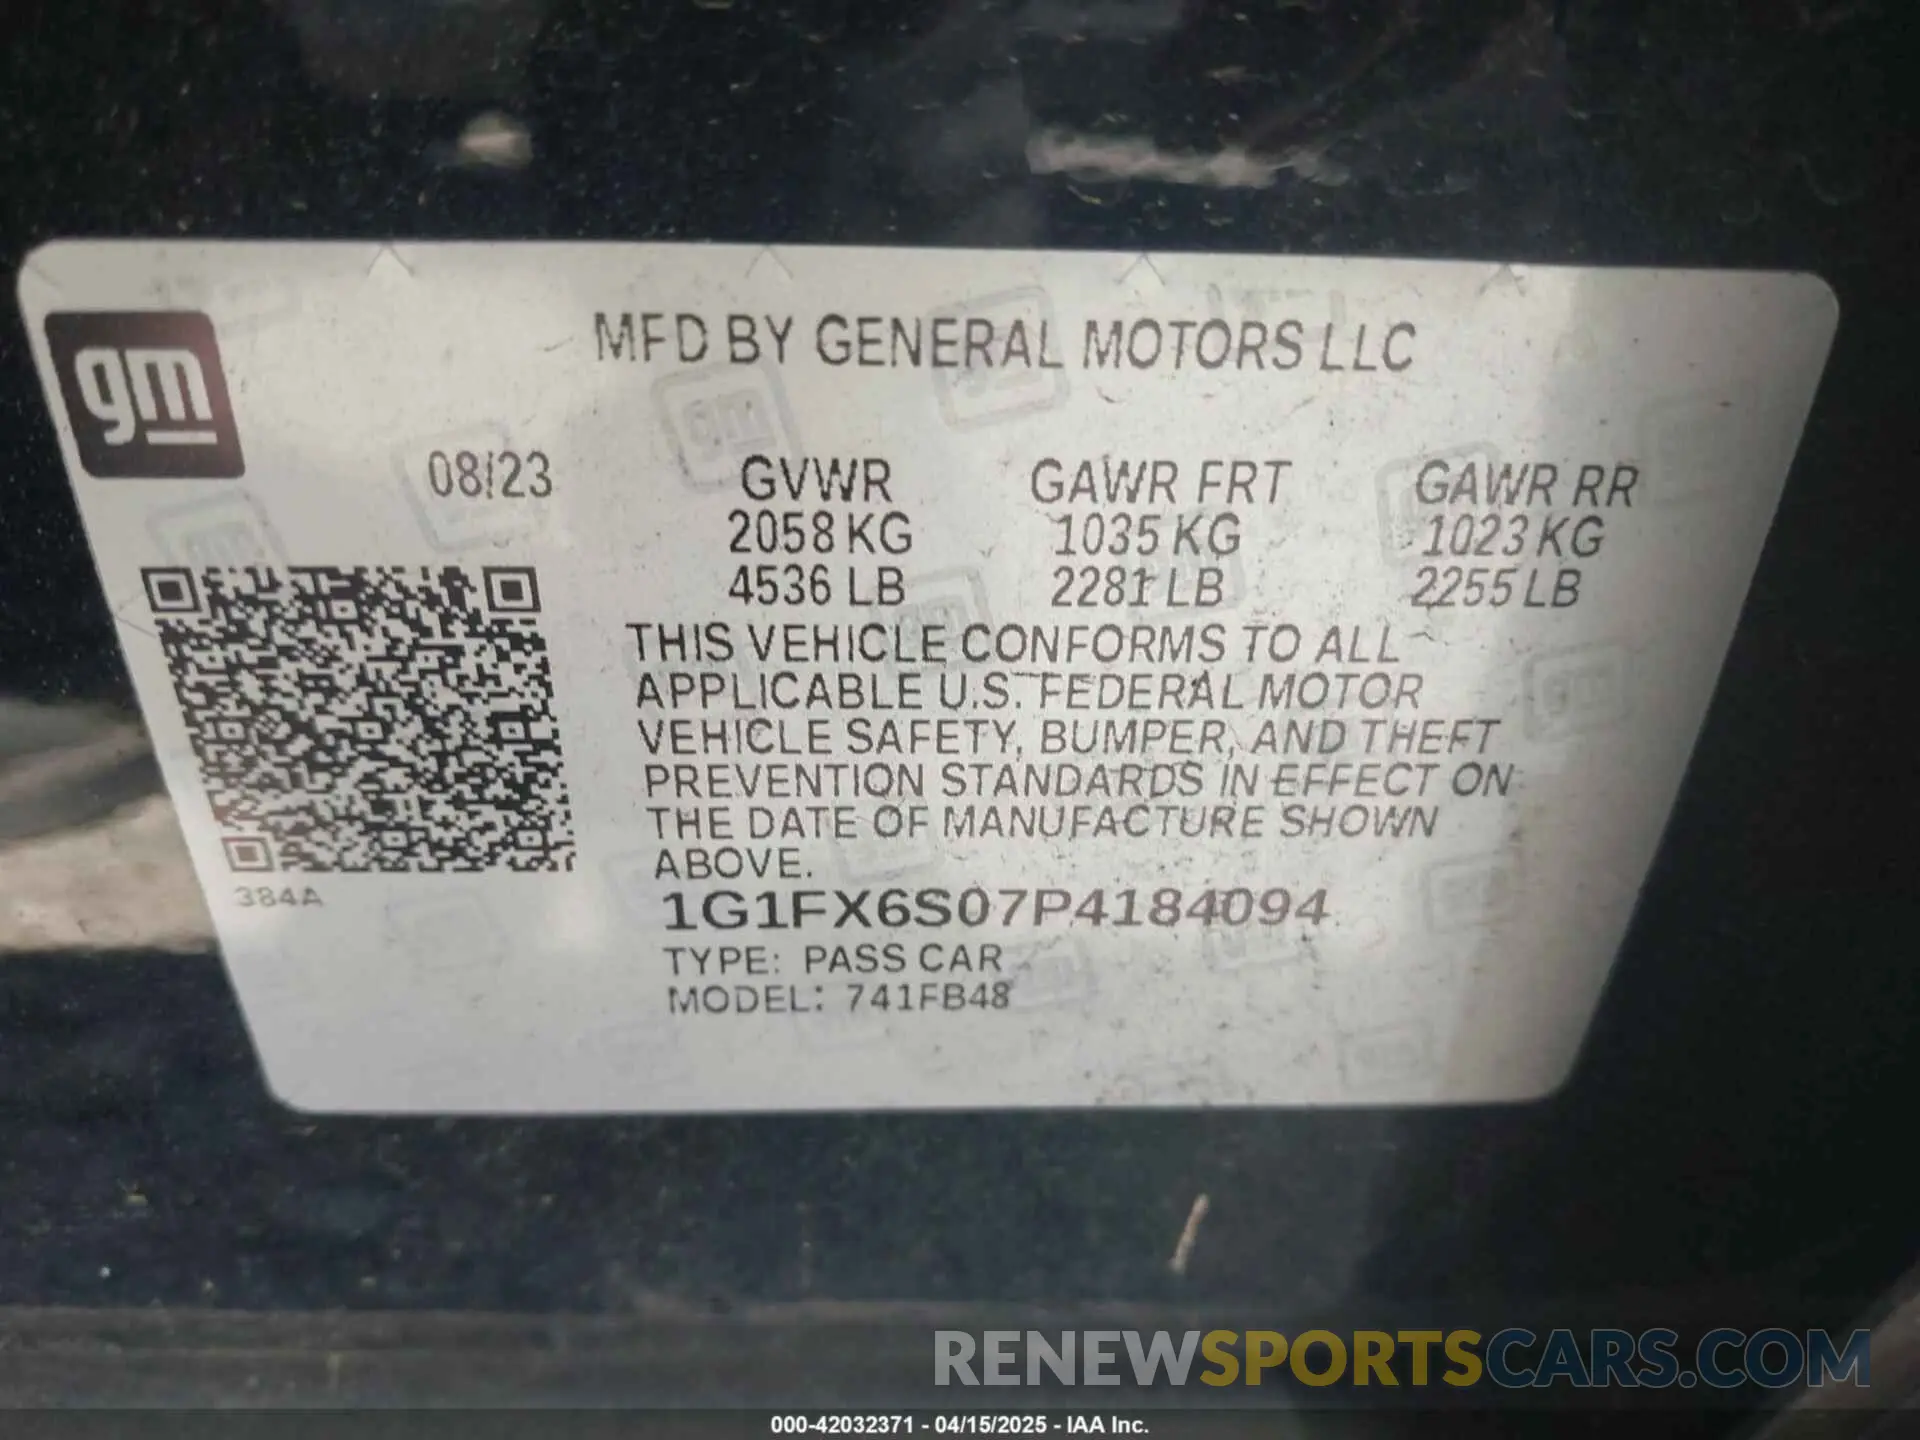 MFD BY GENERAL MOTORS LLC
gm
08/23 GVWR GAWR FRT GAWR RR
2058 KG 1035 KG 1023 KG
4536 LB 2281 LB 2255 LB
THIS VEHICLE CONFORMS TO ALL
APPLICABLE U.S. FEDERAL MOTOR
VEHICLE SAFETY, BUMPER, AND THEFT
PREVENTION STANDARDS IN EFFECT ON
THE DATE OF MANUFACTURE SHOWN
ABOVE.
384A
1G1FX6S07P4184094
TYPE: PASS CAR
MODEL: 741FB48
RENEWSPORTSCARS.COM
000-42032371 - 04/15/2025 - IAA Inc.